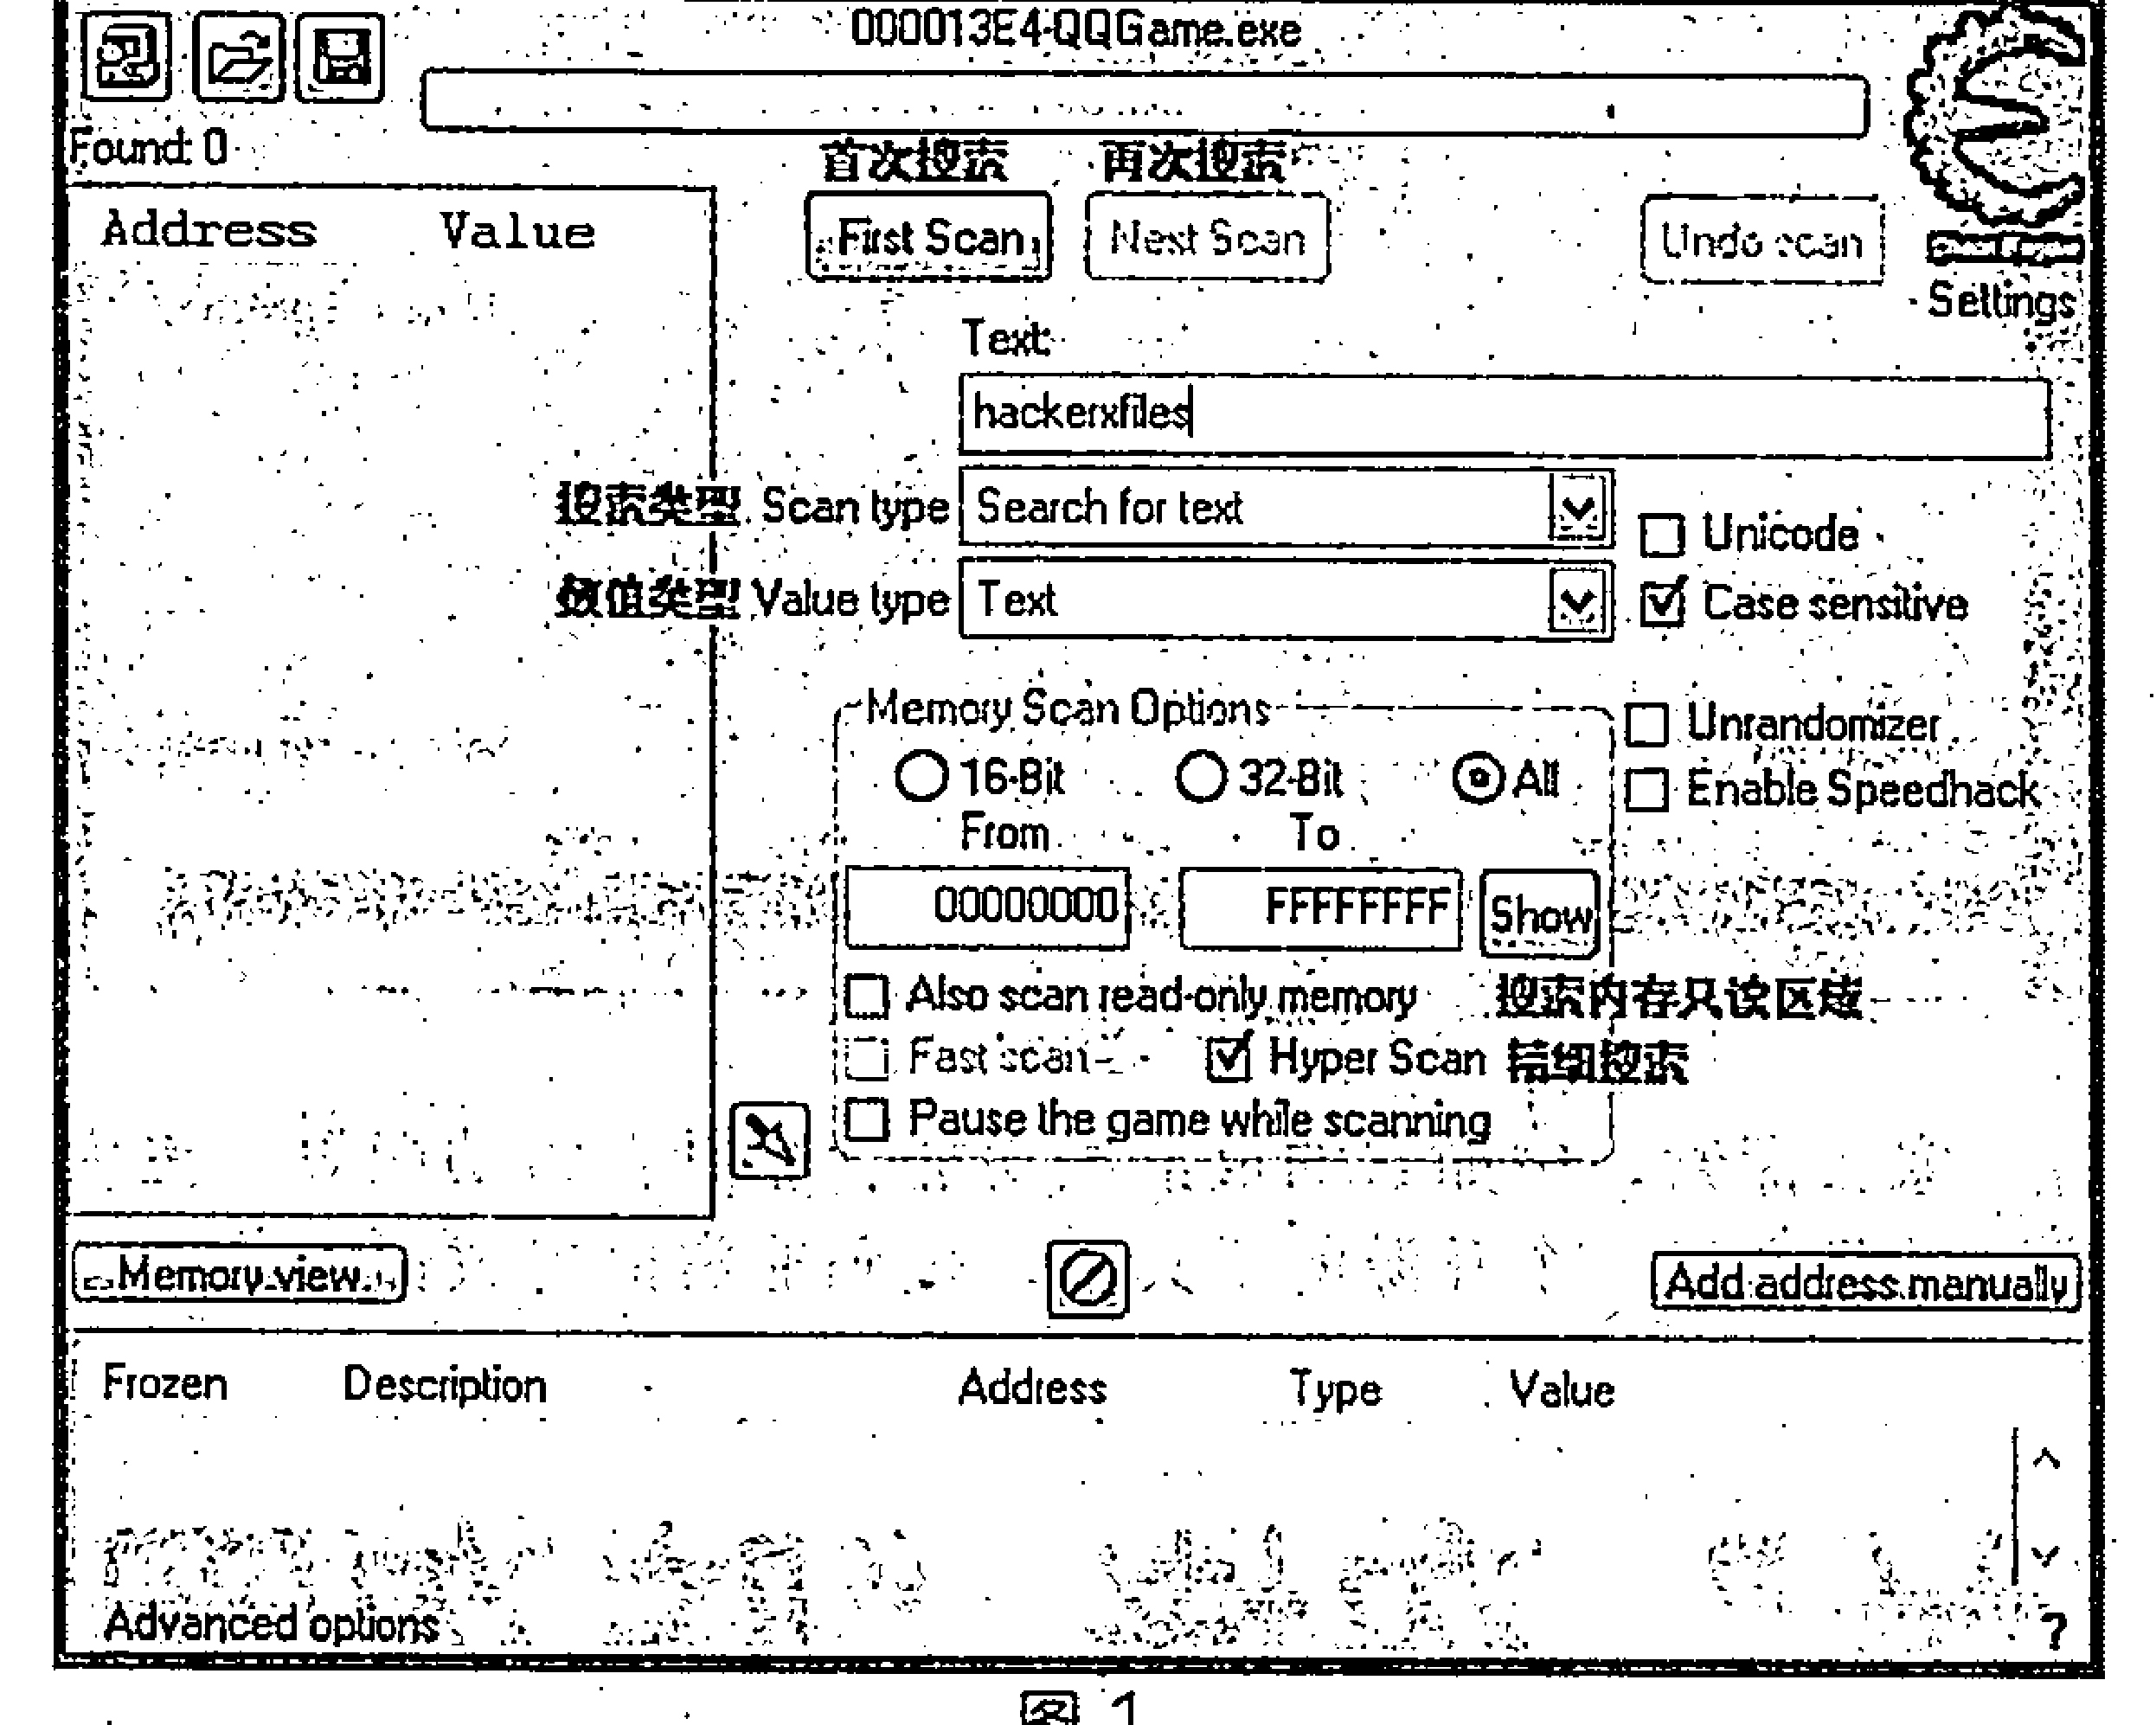 000013E4-QQGame.exe
Found: 0
首次搜索 再次搜索
Address Value
First Scan Next Scan Undo scan
Settings
Text:
hackerxfiles
搜索类型 Scan type Search for text
Unicode
数值类型 Value type Text
Case sensitive
Memory Scan Options
Unrandomizer
16-Bit 32-Bit All
Enable Speedhack
From To
00000000 FFFFFFFF Show
Also scan read-only memory 搜索内存只读区域
Fast scan Hyper Scan 精细搜索
Pause the game while scanning
Memory view Add address manually
Frozen Description Address Type Value
Advanced options ?
图 1